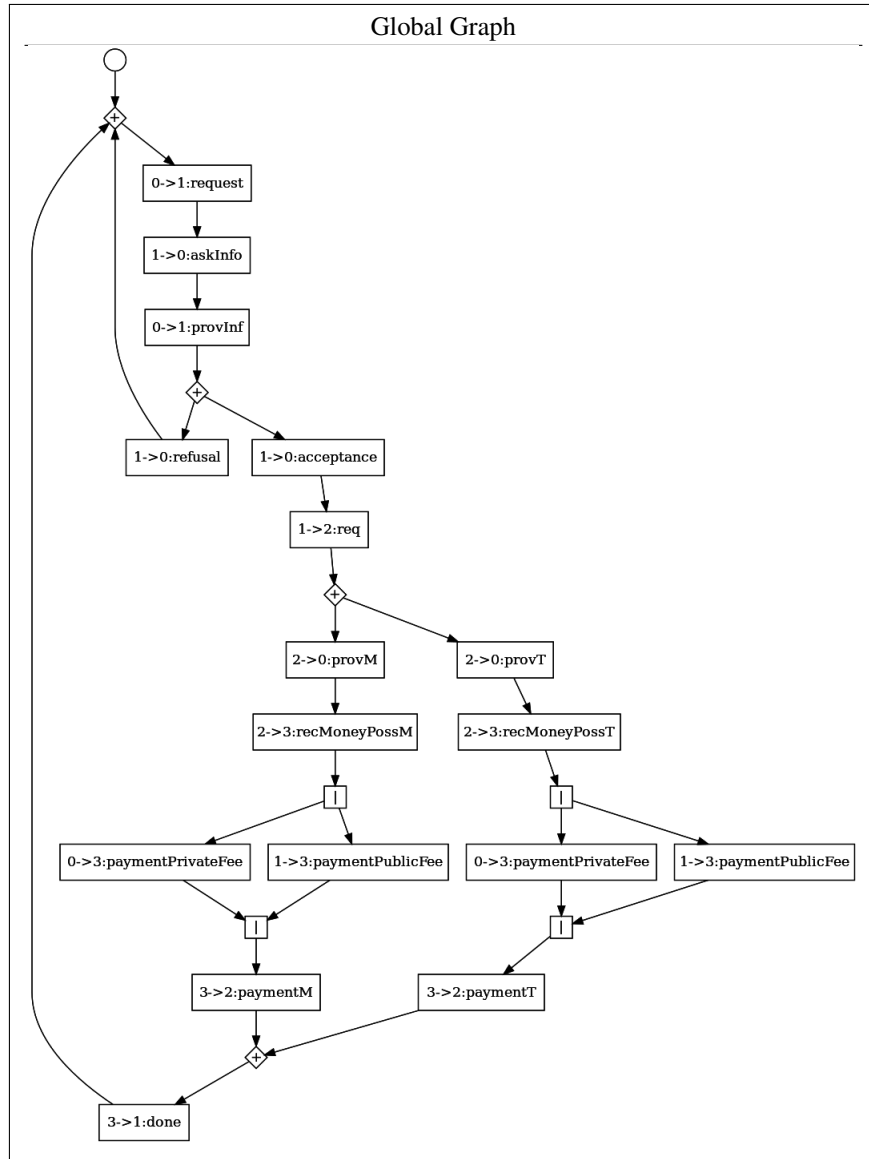 Global Graph
+
0->1:request
1->0:askInfo
0->1:provInf
+
1->0:refusal
1->0:acceptance
1->2:req
+
2->0:provM
2->0:provT
2->3:recMoneyPossM
2->3:recMoneyPossT
|
|
0->3:paymentPrivateFee
1->3:paymentPublicFee
0->3:paymentPrivateFee
1->3:paymentPublicFee
|
|
3->2:paymentM
3->2:paymentT
+
3->1:done